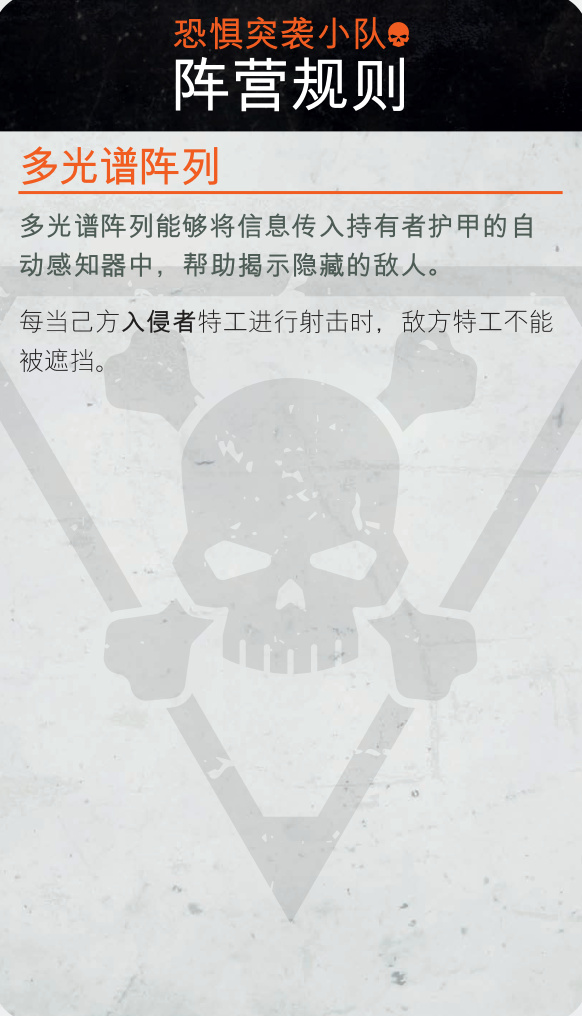 恐惧突袭小队
阵营规则
多光谱阵列
多光谱阵列能够将信息传入持有者护甲的自
动感知器中，帮助揭示隐藏的敌人。
每当己方入侵者特工进行射击时，敌方特工不能
被遮挡。